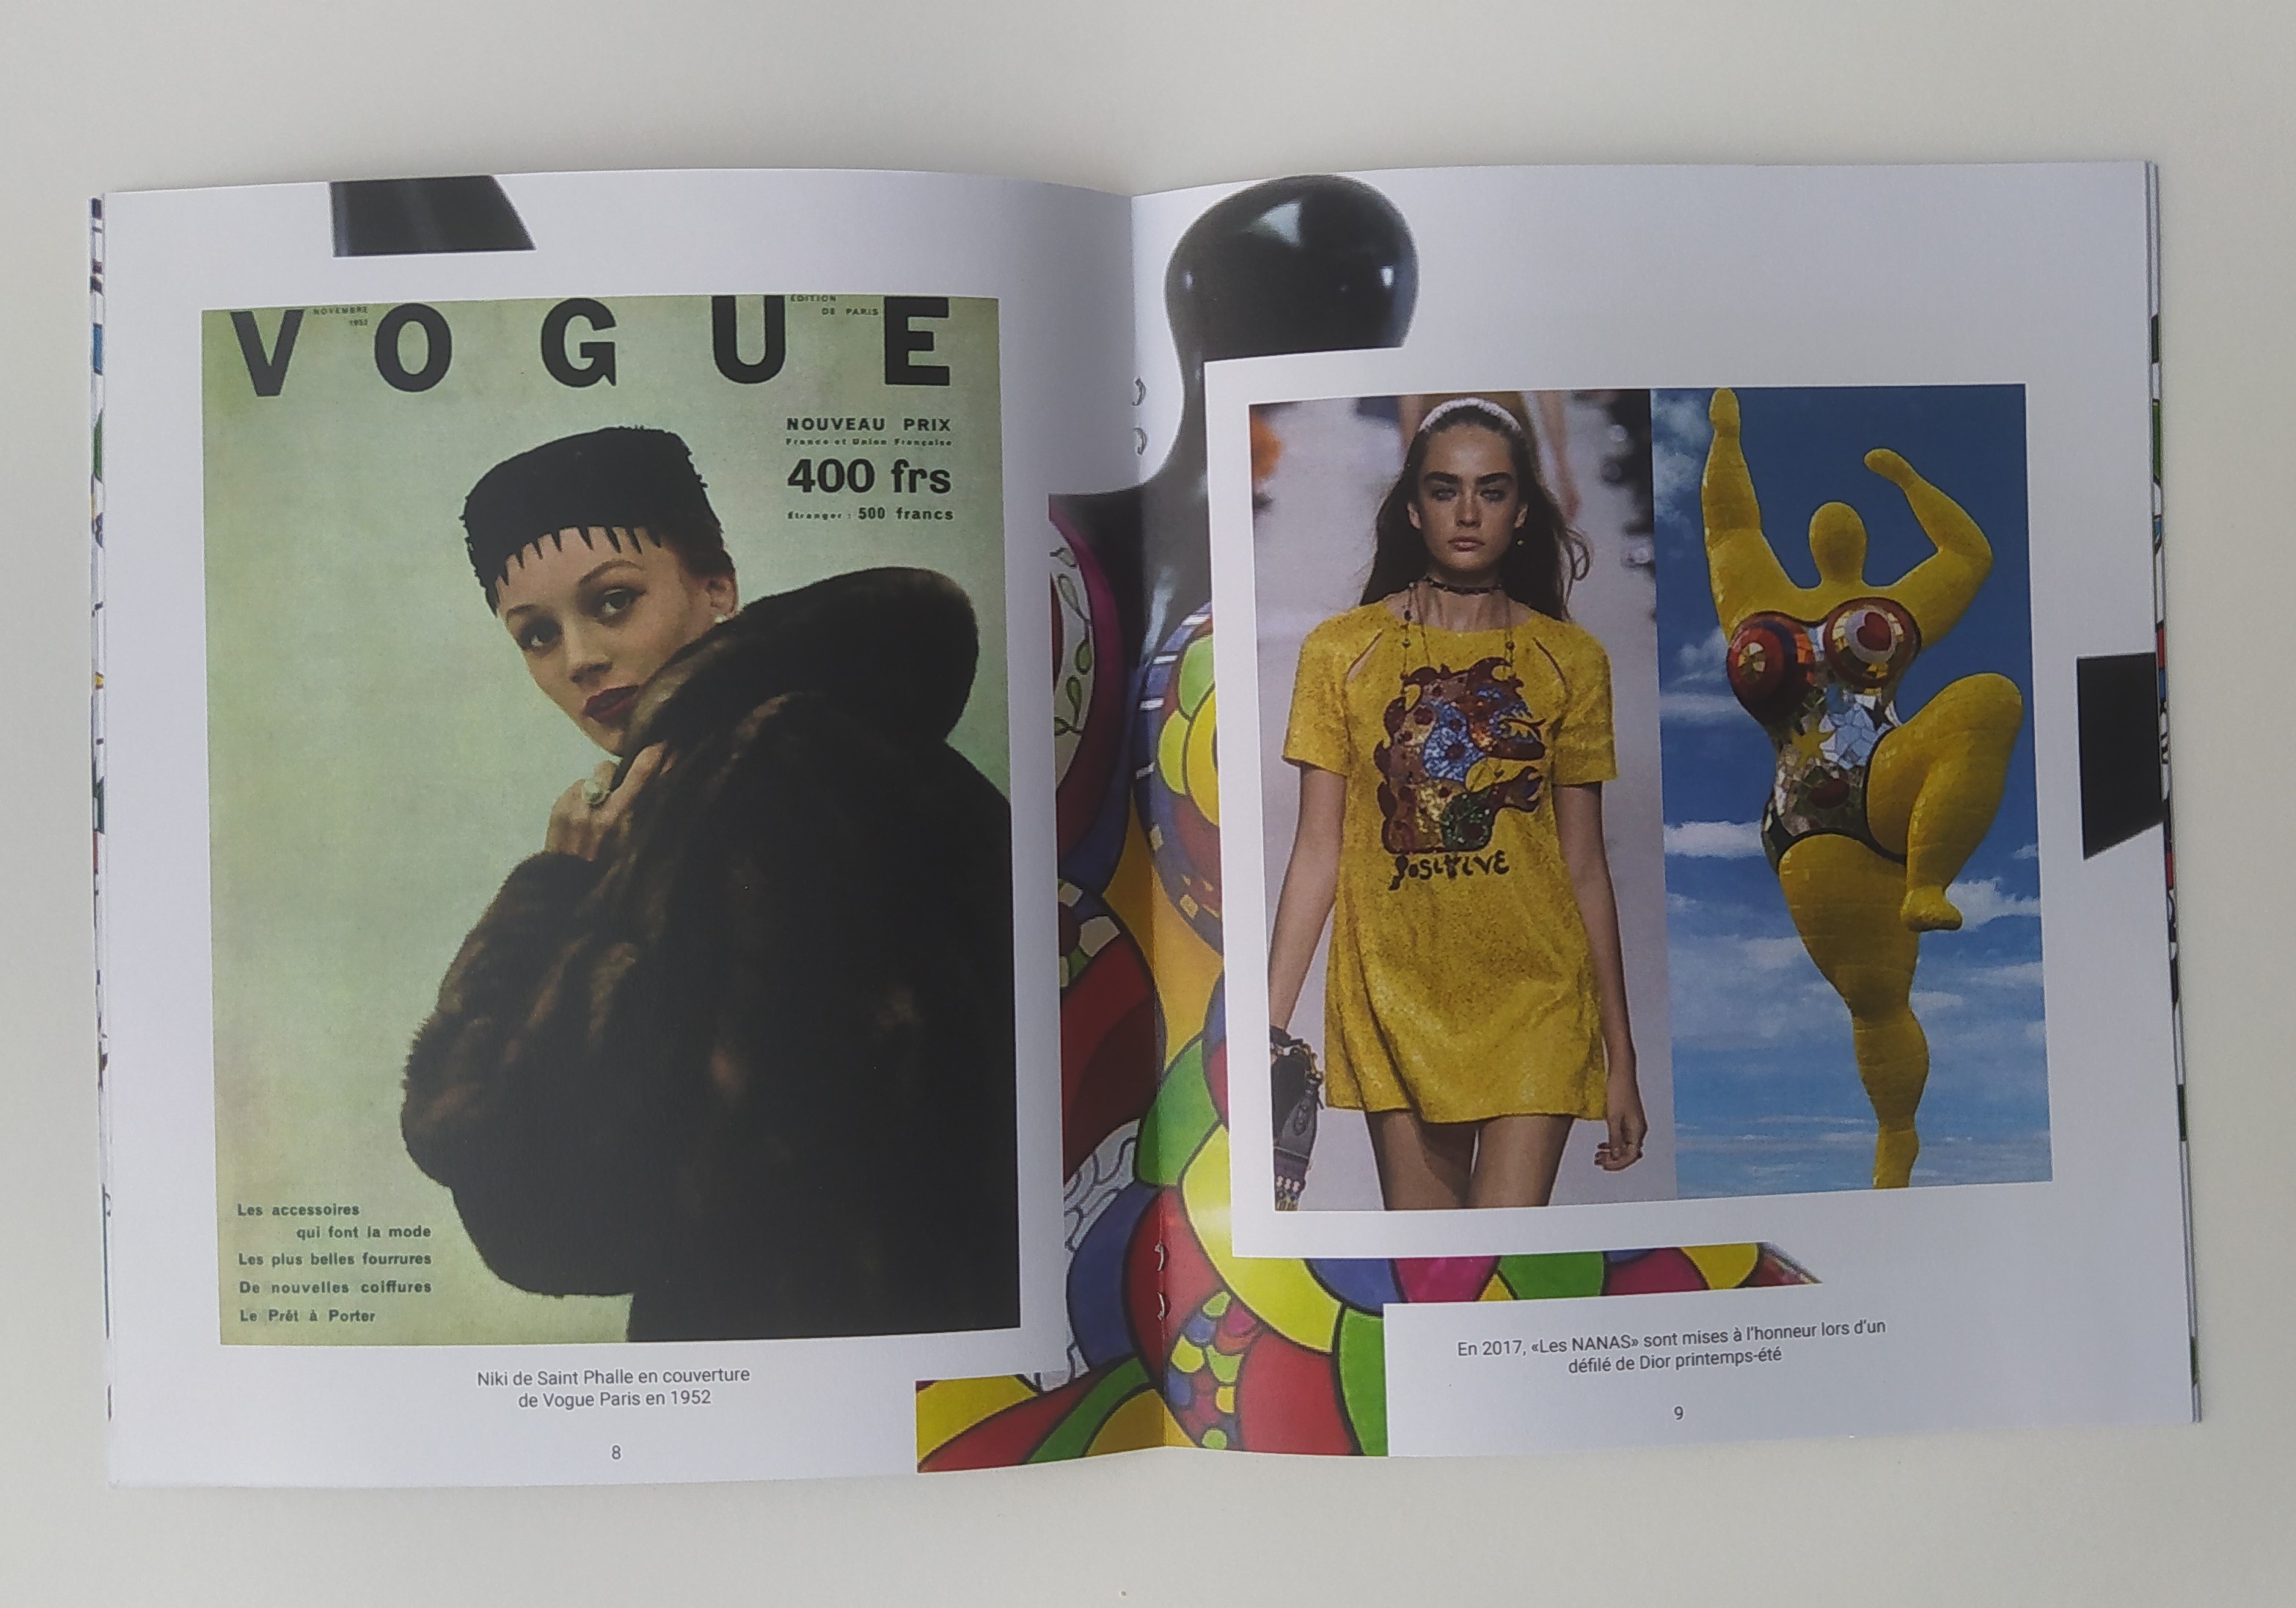 VOGUE
NOVEMBRE
1952
EDITION
DE PARIS
NOUVEAU PRIX
France et Union Française
400 frs
Étranger : 500 francs
Les accessoires
qui font la mode
Les plus belles fourrures
De nouvelles coiffures
Le Prêt à Porter
Niki de Saint Phalle en couverture
de Vogue Paris en 1952
8
POSITIVE
En 2017, «Les NANAS» sont mises à l'honneur lors d'un
défilé de Dior printemps-été
9